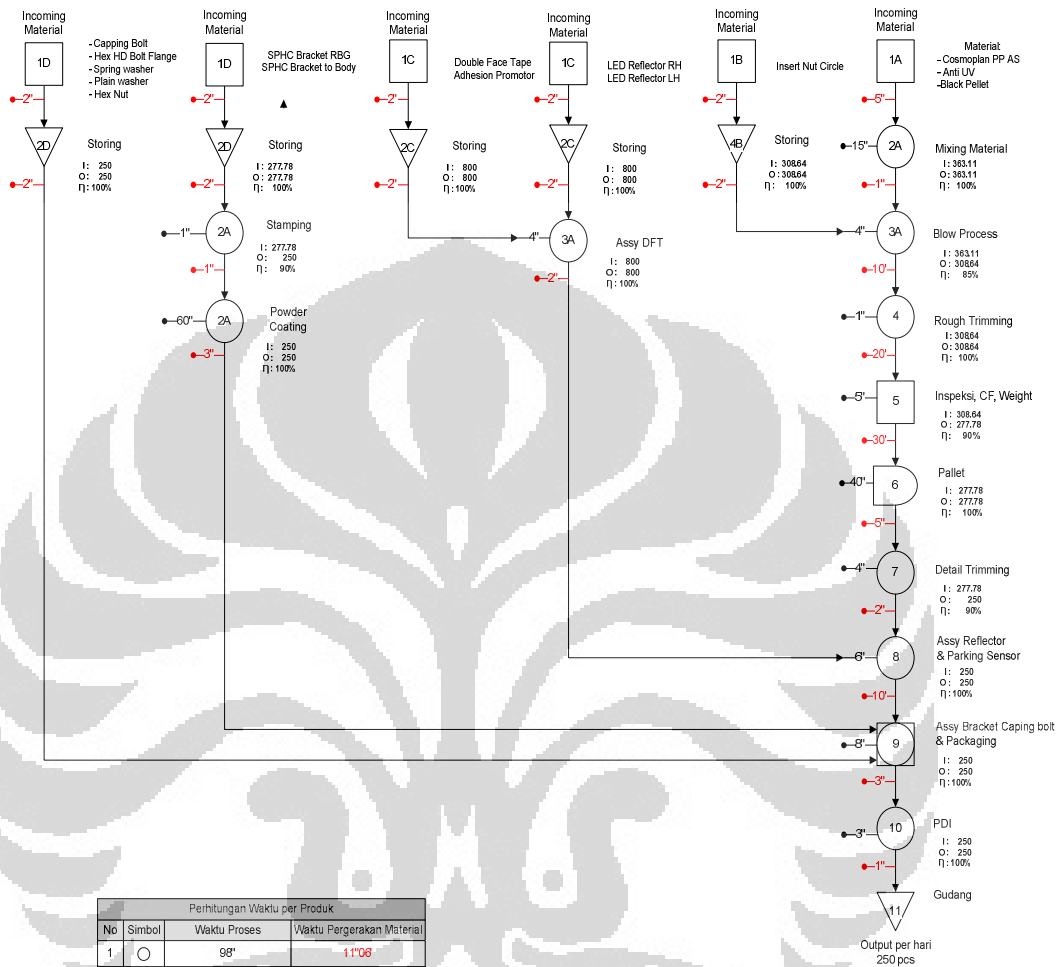 Incoming
Material
1D
- Capping Bolt
- Hex HD Bolt Flange
- Spring washer
- Plain washer
- Hex Nut
2"
2D
Storing
I: 250
O: 250
η: 100%
2"
Incoming
Material
1D
SPHC Bracket RBG
SPHC Bracket to Body
2"
2D
Storing
I: 277.78
O: 277.78
η: 100%
2"
1"
2A
Stamping
I: 277.78
O: 250
η: 90%
1"
60"
2A
Powder
Coating
I: 250
O: 250
η: 100%
3"
Incoming
Material
1C
Double Face Tape
Adhesion Promotor
2"
2C
Storing
I: 800
O: 800
η: 100%
2"
Incoming
Material
1C
LED Reflector RH
LED Reflector LH
2"
2C
Storing
I: 800
O: 800
η: 100%
2"
4"
3A
Assy DFT
I: 800
O: 800
η: 100%
2"
Incoming
Material
1B
Insert Nut Circle
2"
4B
Storing
I: 308.64
O: 308.64
η: 100%
2"
Incoming
Material
1A
Material:
- Cosmoplan PP AS
- Anti UV
-Black Pellet
5"
15"
2A
Mixing Material
I: 363.11
O: 363.11
η: 100%
1"
4"
3A
Blow Process
I: 363.11
O: 308.64
η: 85%
10'
1"
4
Rough Trimming
I: 308.64
O: 308.64
η: 100%
20'
5"
5
Inspeksi, CF, Weight
I: 308.64
O: 277.78
η: 90%
30'
40"
6
Pallet
I: 277.78
O: 277.78
η: 100%
5"
4"
7
Detail Trimming
I: 277.78
O: 250
η: 90%
2"
6"
8
Assy Reflector
& Parking Sensor
I: 250
O: 250
η: 100%
10'
8"
9
Assy Bracket Caping bolt
& Packaging
I: 250
O: 250
η: 100%
3"
3"
10
PDI
I: 250
O: 250
η: 100%
1"
11
Gudang
Output per hari
250 pcs
Perhitungan Waktu per Produk
No Simbol Waktu Proses Waktu Pergerakan Material
1 98" 11"06